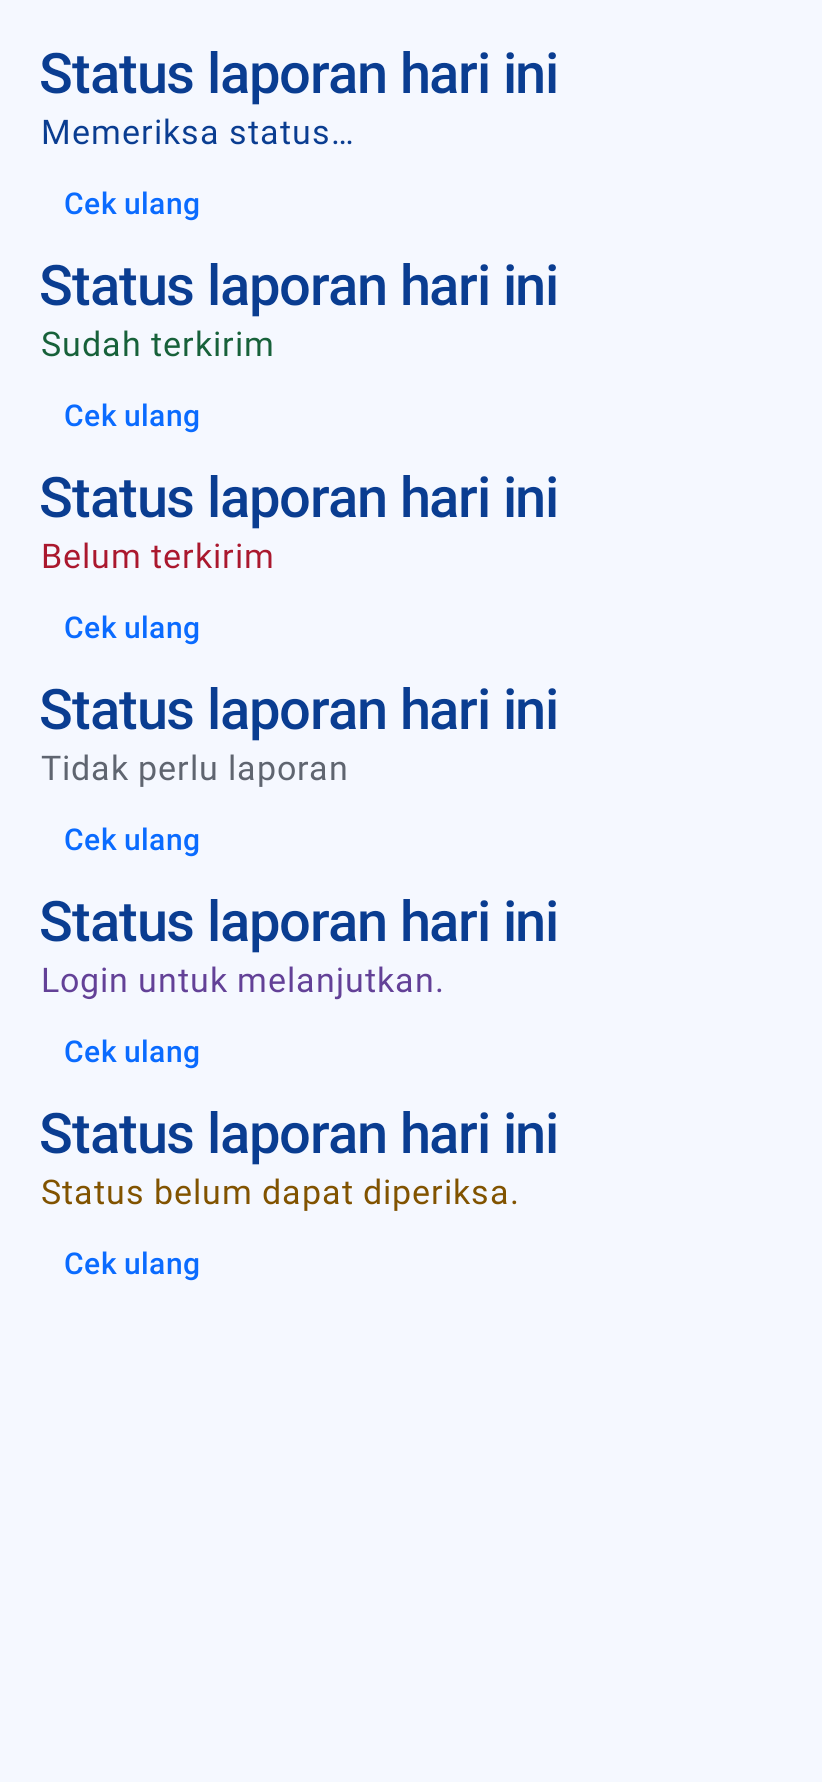 Status laporan hari ini
Memeriksa status…
Cek ulang
Status laporan hari ini
Sudah terkirim
Cek ulang
Status laporan hari ini
Belum terkirim
Cek ulang
Status laporan hari ini
Tidak perlu laporan
Cek ulang
Status laporan hari ini
Login untuk melanjutkan.
Cek ulang
Status laporan hari ini
Status belum dapat diperiksa.
Cek ulang